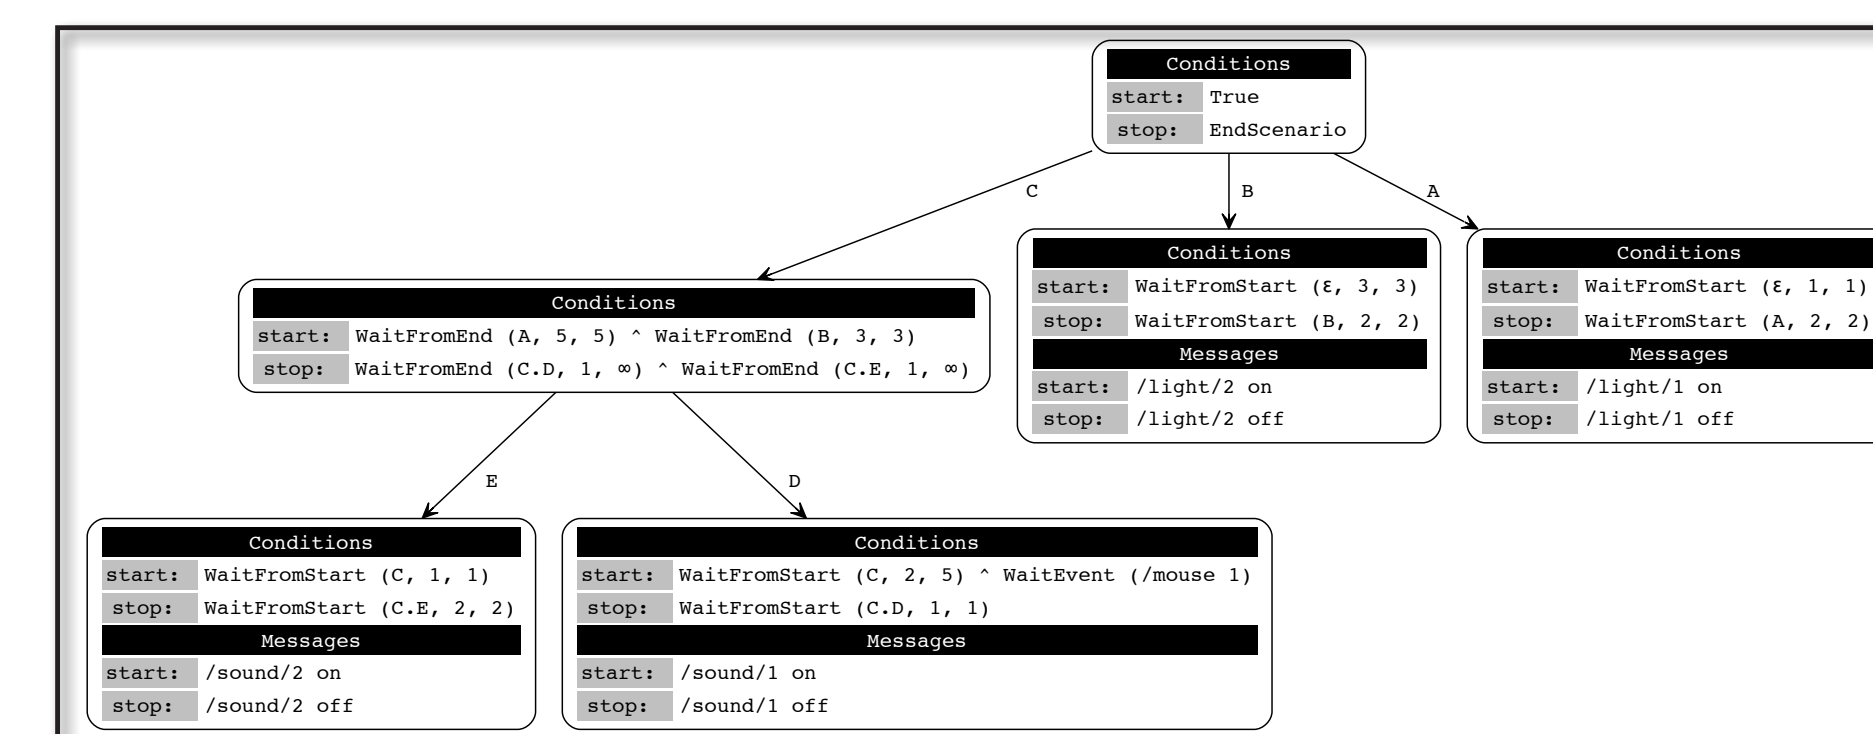 Conditions
start: True
stop: EndScenario
C
B
A
Conditions
start: WaitFromEnd (A, 5, 5) ^ WaitFromEnd (B, 3, 3)
stop: WaitFromEnd (C.D, 1, ∞) ^ WaitFromEnd (C.E, 1, ∞)
Conditions
start: WaitFromStart (ε, 3, 3)
stop: WaitFromStart (B, 2, 2)
Messages
start: /light/2 on
stop: /light/2 off
Conditions
start: WaitFromStart (ε, 1, 1)
stop: WaitFromStart (A, 2, 2)
Messages
start: /light/1 on
stop: /light/1 off
E
D
Conditions
start: WaitFromStart (C, 1, 1)
stop: WaitFromStart (C.E, 2, 2)
Messages
start: /sound/2 on
stop: /sound/2 off
Conditions
start: WaitFromStart (C, 2, 5) ^ WaitEvent (/mouse 1)
stop: WaitFromStart (C.D, 1, 1)
Messages
start: /sound/1 on
stop: /sound/1 off